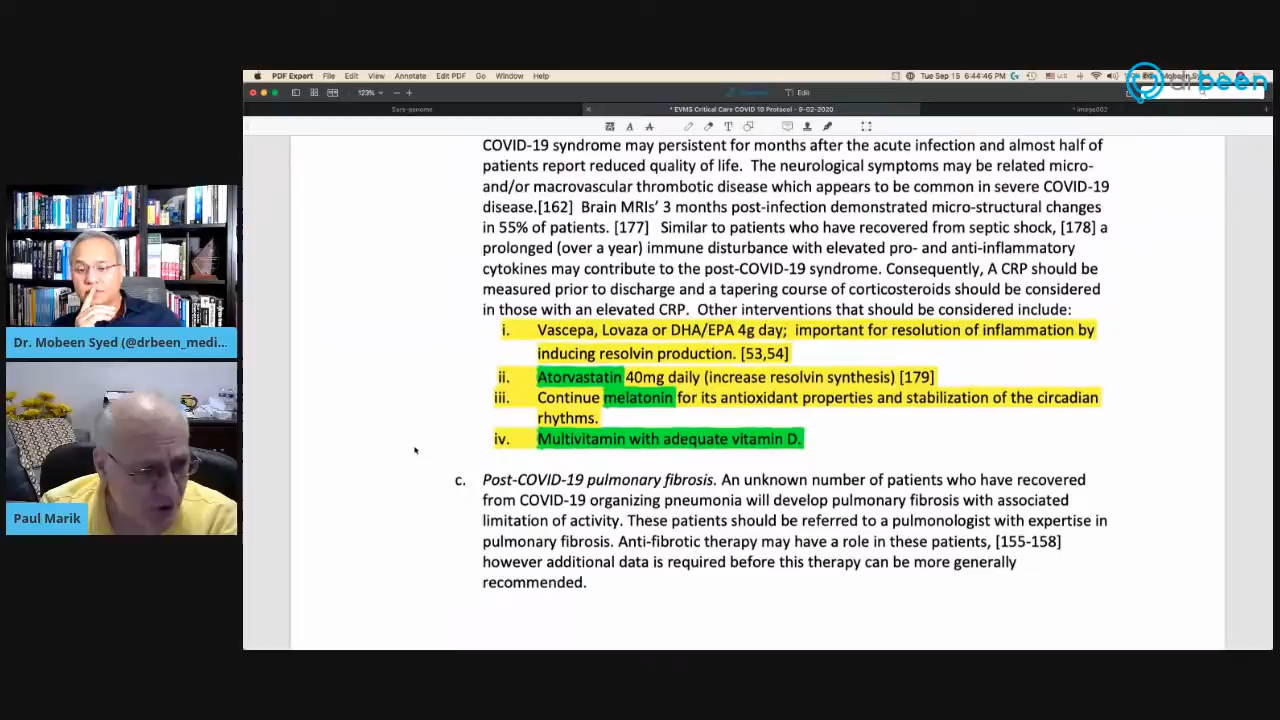 drbeen
PDF Expert File Edit View Annotate Edit PDF Go Window Help
Tue Sep 15 6:44:46 PM
U.S.
Mobeen Syed
123%
Edit
Sars-genome
* EVMS Critical Care COVID 19 Protocol - 9-02-2020
* image002
COVID-19 syndrome may persistent for months after the acute infection and almost half of
patients report reduced quality of life. The neurological symptoms may be related micro-
and/or macrovascular thrombotic disease which appears to be common in severe COVID-19
disease.[162] Brain MRIs' 3 months post-infection demonstrated micro-structural changes
in 55% of patients. [177] Similar to patients who have recovered from septic shock, [178] a
prolonged (over a year) immune disturbance with elevated pro- and anti-inflammatory
cytokines may contribute to the post-COVID-19 syndrome. Consequently, A CRP should be
measured prior to discharge and a tapering course of corticosteroids should be considered
in those with an elevated CRP. Other interventions that should be considered include:
i. Vascepa, Lovaza or DHA/EPA 4g day; important for resolution of inflammation by
inducing resolvin production. [53,54]
ii. Atorvastatin 40mg daily (increase resolvin synthesis) [179]
iii. Continue melatonin for its antioxidant properties and stabilization of the circadian
rhythms.
iv. Multivitamin with adequate vitamin D.
c. Post-COVID-19 pulmonary fibrosis. An unknown number of patients who have recovered
from COVID-19 organizing pneumonia will develop pulmonary fibrosis with associated
limitation of activity. These patients should be referred to a pulmonologist with expertise in
pulmonary fibrosis. Anti-fibrotic therapy may have a role in these patients, [155-158]
however additional data is required before this therapy can be more generally
recommended.
Dr. Mobeen Syed (@drbeen_medi...
Paul Marik